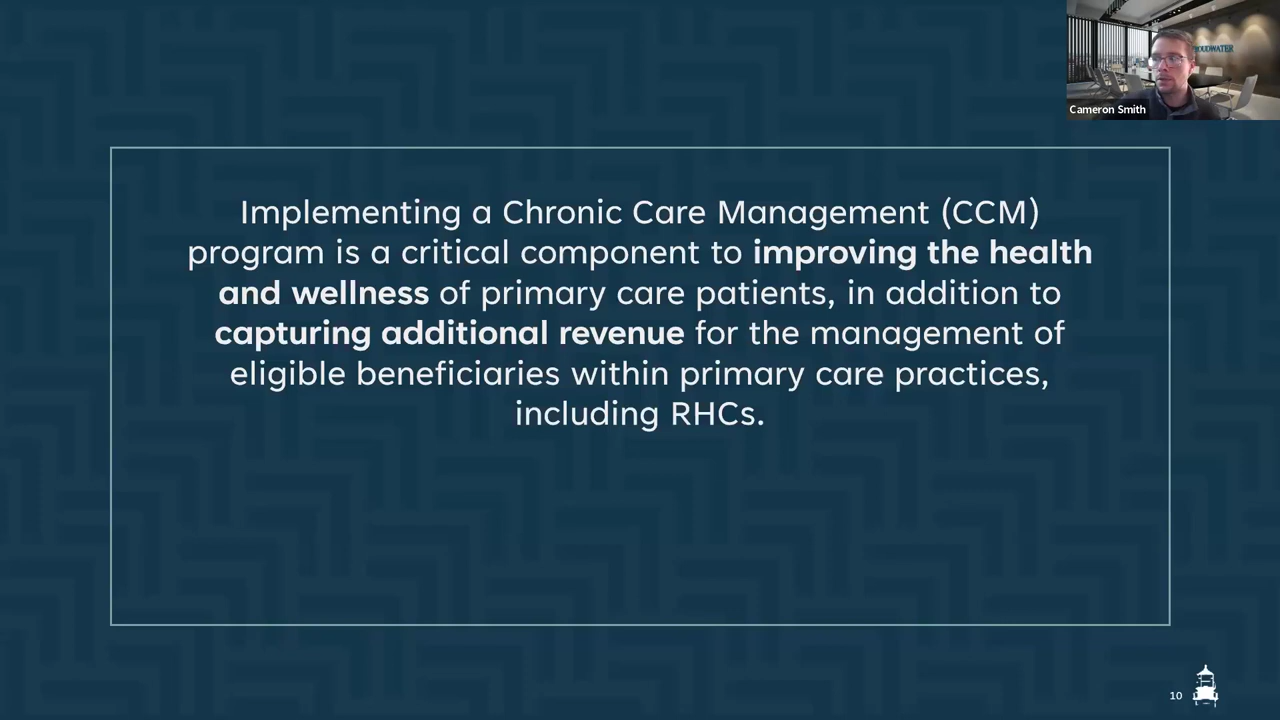 Cameron Smith
Implementing a Chronic Care Management (CCM)
program is a critical component to improving the health
and wellness of primary care patients, in addition to
capturing additional revenue for the management of
eligible beneficiaries within primary care practices,
including RHCs.
10